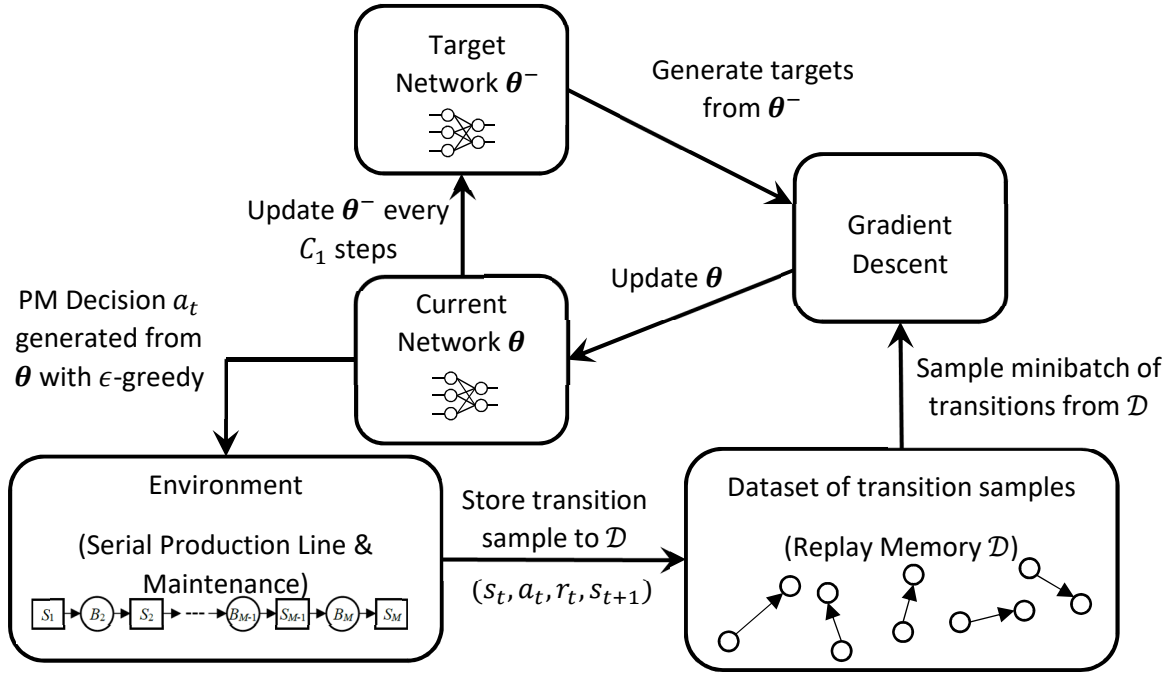 Target
Network 𝜽⁻
Generate targets
from 𝜽⁻
Update 𝜽⁻ every
𝐶₁ steps
Gradient
Descent
Update 𝜽
PM Decision 𝑎ₜ
generated from
𝜽 with 𝜖-greedy
Current
Network 𝜽
Sample minibatch of
transitions from 𝒟
Environment
(Serial Production Line &
Maintenance)
S₁ B₂ S₂ ---- B_{M-1} S_{M-1} B_M S_M
Store transition
sample to 𝒟
(𝑠ₜ, 𝑎ₜ, 𝑟ₜ, 𝑠ₜ₊₁)
Dataset of transition samples
(Replay Memory 𝒟)